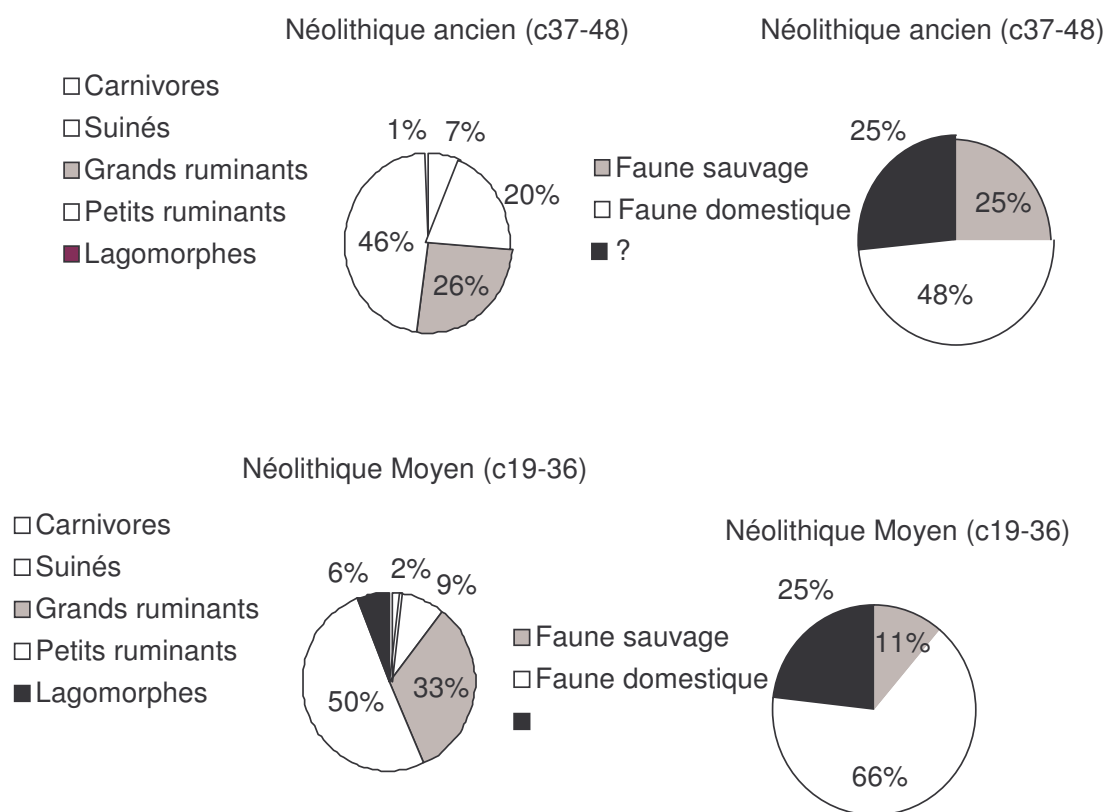 Néolithique ancien (c37-48)
Carnivores
Suinés
Grands ruminants
Petits ruminants
Lagomorphes
1%
7%
20%
26%
46%
Néolithique ancien (c37-48)
Faune sauvage
Faune domestique
?
25%
25%
48%
Néolithique Moyen (c19-36)
Carnivores
Suinés
Grands ruminants
Petits ruminants
Lagomorphes
6%
2%
9%
33%
50%
Néolithique Moyen (c19-36)
Faune sauvage
Faune domestique
25%
11%
66%